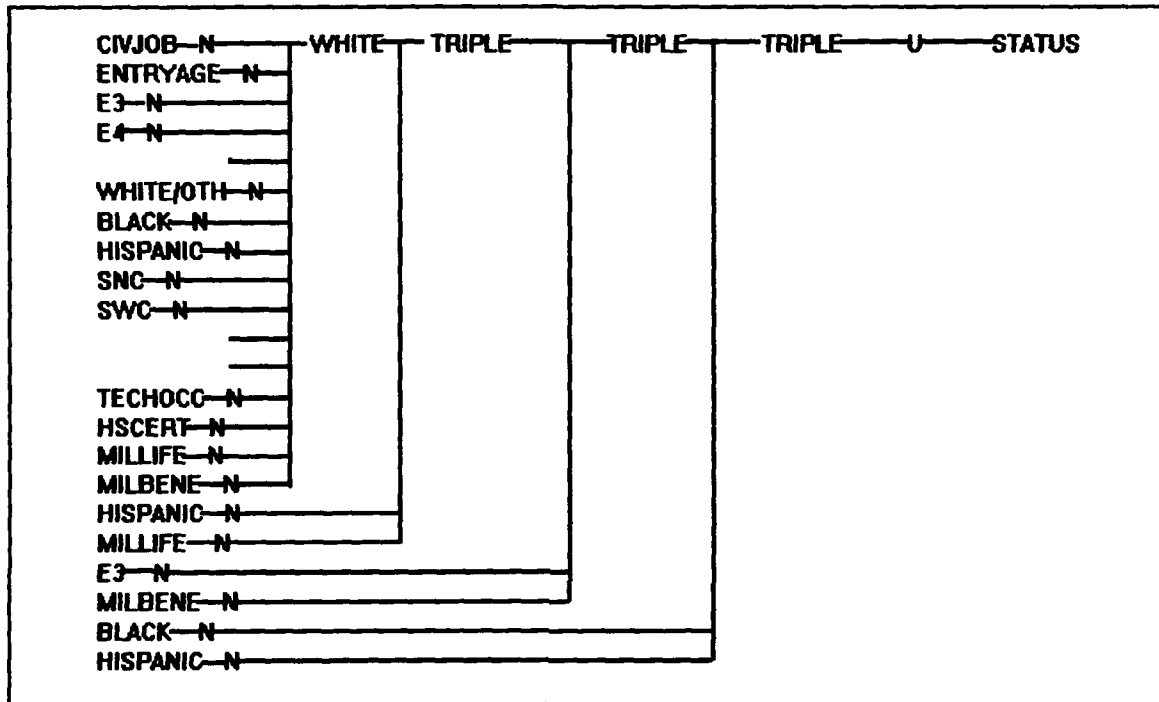 CIVJOB N WHITE TRIPLE TRIPLE TRIPLE U STATUS
ENTRYAGE N
E3 N
E4 N
WHITE/OTH N
BLACK N
HISPANIC N
SNC N
SWC N
TECHOCC N
HSCERT N
MILLIFE N
MILBENE N
HISPANIC N
MILLIFE N
E3 N
MILBENE N
BLACK N
HISPANIC N